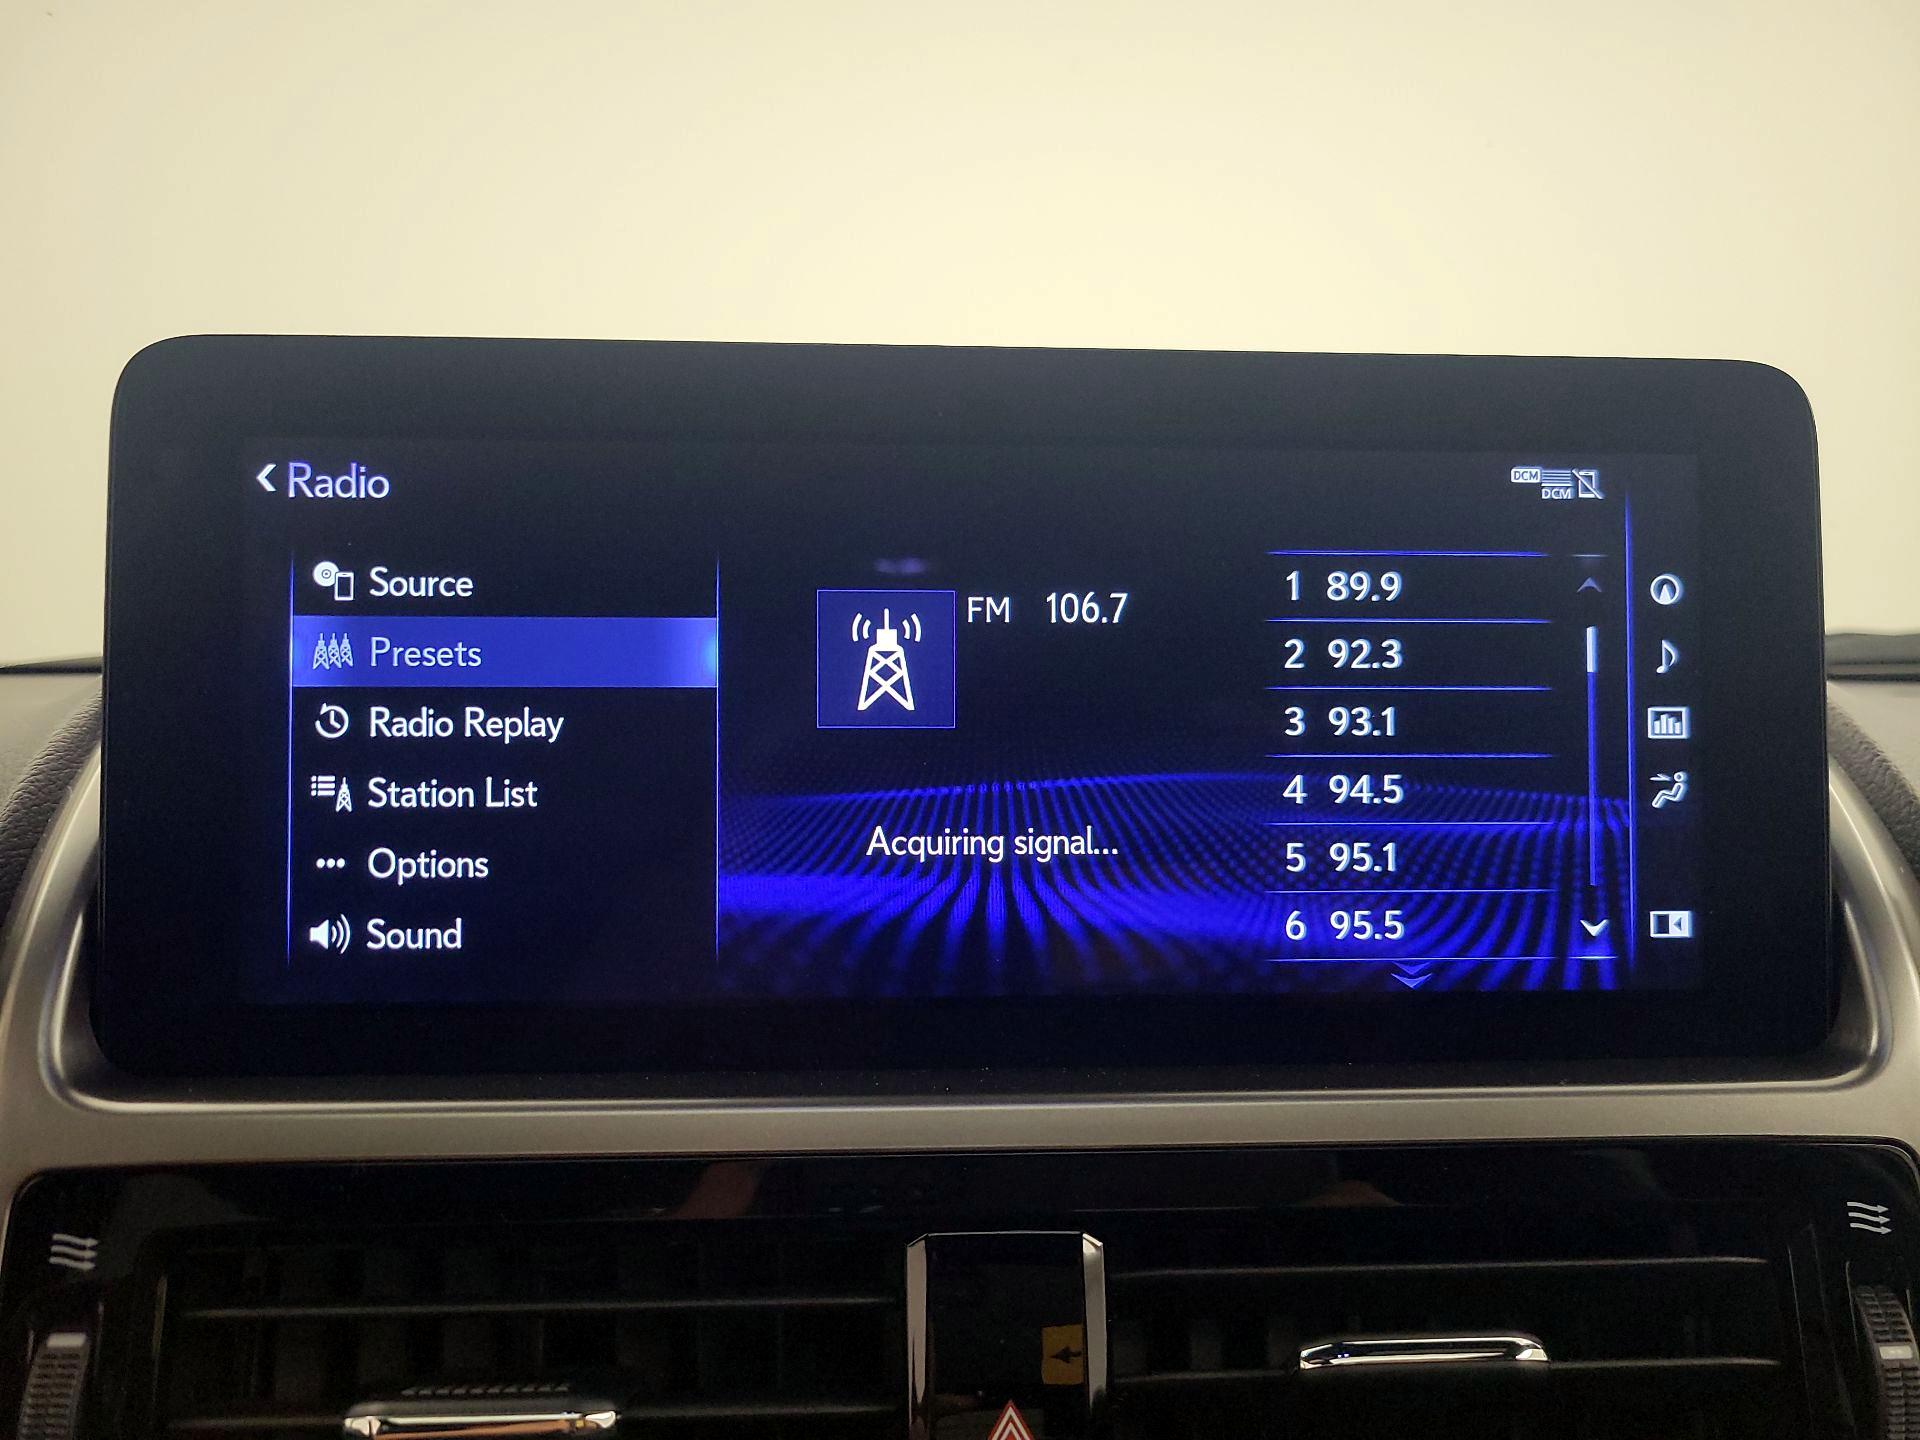 Radio
DCM
DCM
Source
Presets
Radio Replay
Station List
Options
Sound
FM 106.7
Acquiring signal...
1 89.9
2 92.3
3 93.1
4 94.5
5 95.1
6 95.5